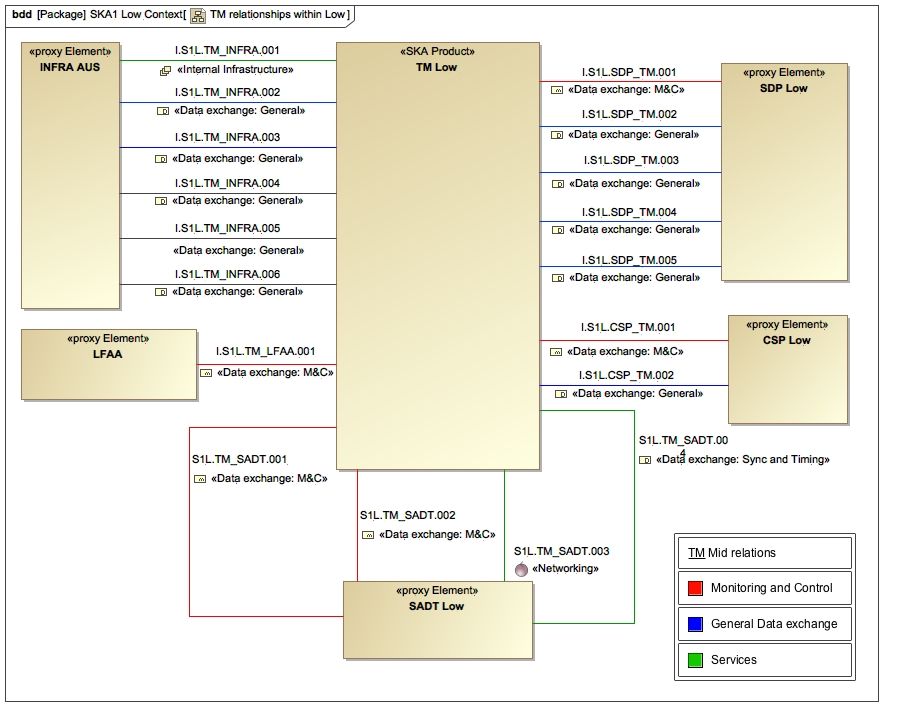 bdd [Package] SKA1 Low Context[ TM relationships within Low ]
«proxy Element»
INFRA AUS
I.S1L.TM_INFRA.001
«Internal Infrastructure»
I.S1L.TM_INFRA.002
«Data exchange: General»
I.S1L.TM_INFRA.003
«Data exchange: General»
I.S1L.TM_INFRA.004
«Data exchange: General»
I.S1L.TM_INFRA.005
«Data exchange: General»
I.S1L.TM_INFRA.006
«Data exchange: General»
«SKA Product»
TM Low
I.S1L.SDP_TM.001
«Data exchange: M&C»
I.S1L.SDP_TM.002
«Data exchange: General»
I.S1L.SDP_TM.003
«Data exchange: General»
I.S1L.SDP_TM.004
«Data exchange: General»
I.S1L.SDP_TM.005
«Data exchange: General»
«proxy Element»
SDP Low
«proxy Element»
LFAA
I.S1L.TM_LFAA.001
«Data exchange: M&C»
I.S1L.CSP_TM.001
«Data exchange: M&C»
I.S1L.CSP_TM.002
«Data exchange: General»
«proxy Element»
CSP Low
S1L.TM_SADT.001
«Data exchange: M&C»
S1L.TM_SADT.002
«Data exchange: M&C»
S1L.TM_SADT.003
«Networking»
S1L.TM_SADT.00
4
«Data exchange: Sync and Timing»
«proxy Element»
SADT Low
TM Mid relations
Monitoring and Control
General Data exchange
Services